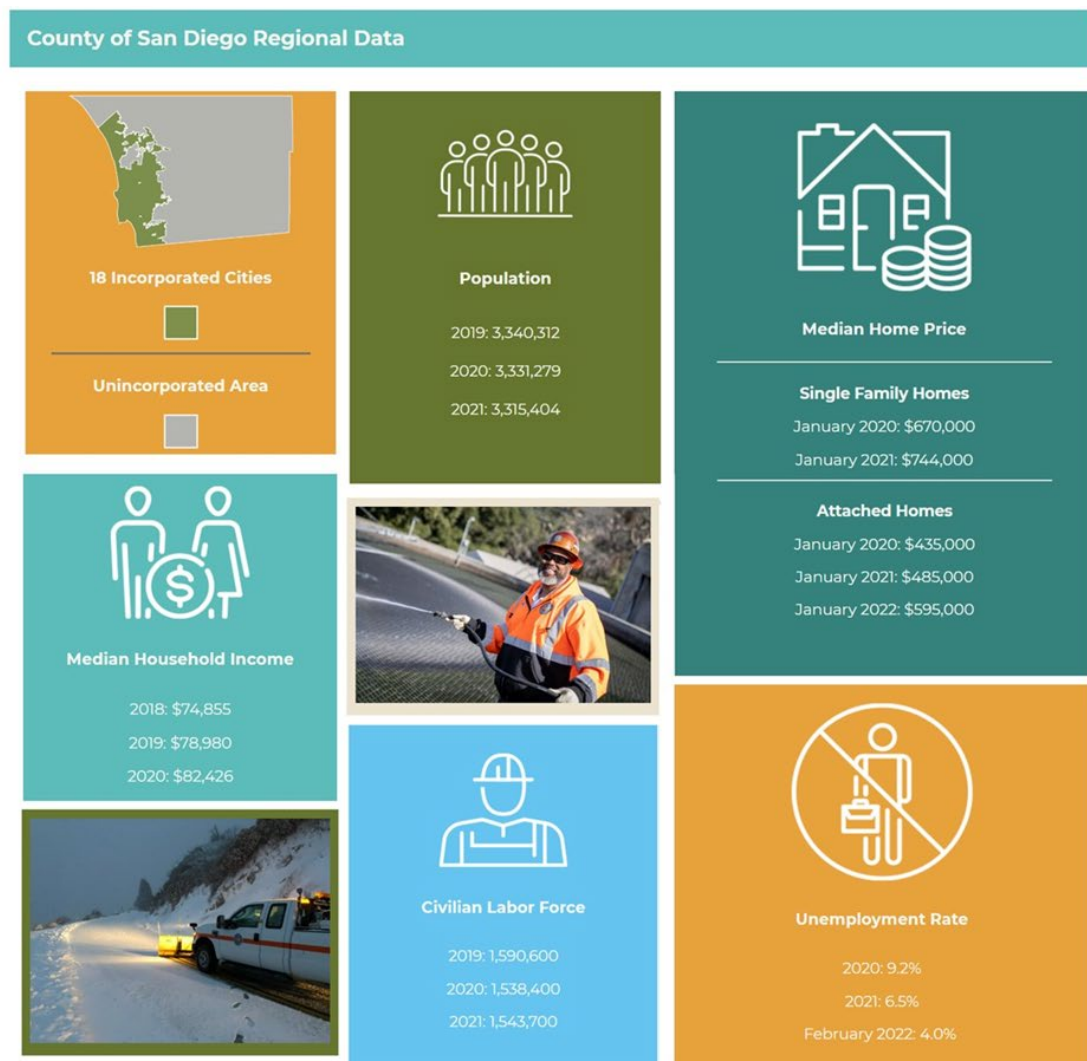 County of San Diego Regional Data
18 Incorporated Cities
Unincorporated Area
Population
2019: 3,340,312
2020: 3,331,279
2021: 3,315,404
Median Home Price
Single Family Homes
January 2020: $670,000
January 2021: $744,000
Attached Homes
January 2020: $435,000
January 2021: $485,000
January 2022: $595,000
$
Median Household Income
2018: $74,855
2019: $78,980
2020: $82,426
Civilian Labor Force
2019: 1,590,600
2020: 1,538,400
2021: 1,543,700
Unemployment Rate
2020: 9.2%
2021: 6.5%
February 2022: 4.0%